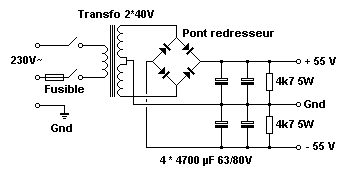 Transfo 2*40V
Pont redresseur
230V~
+ 55 V
Fusible
4k7 5W
Gnd
4k7 5W
Gnd
- 55 V
4 * 4700 µF 63/80V